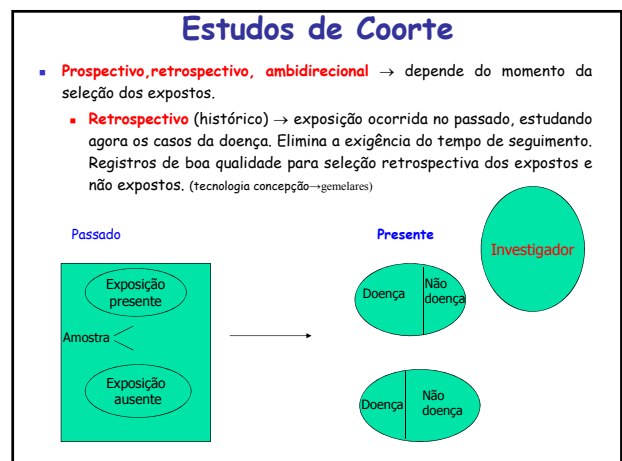 Estudos de Coorte
Prospectivo,retrospectivo, ambidirecional → depende do momento da
seleção dos expostos.
Retrospectivo (histórico) → exposição ocorrida no passado, estudando
agora os casos da doença. Elimina a exigência do tempo de seguimento.
Registros de boa qualidade para seleção retrospectiva dos expostos e
não expostos. (tecnologia concepção→gemelares)
Passado
Presente
Investigador
Exposição
presente
Amostra
Exposição
ausente
Doença
Não
doença
Doença
Não
doença